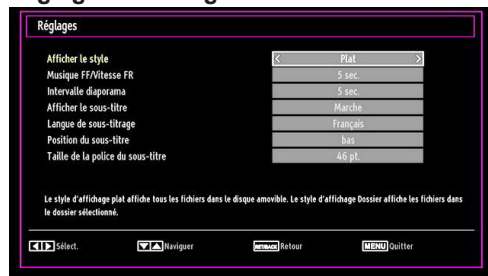 Réglages
Afficher le style < Plat >
Musique FF/Vitesse FR 5 sec.
Intervalle diaporama 5 sec.
Afficher le sous-titre Marche
Langue de sous-titrage Français
Position du sous-titre bas
Taille de la police du sous-titre 46 pt.
Le style d'affichage plat affiche tous les fichiers dans le disque amovible. Le style d'affichage Dossier affiche les fichiers dans
le dossier sélectionné.
Sélect. Naviguer RET/BACK Retour MENU Quitter